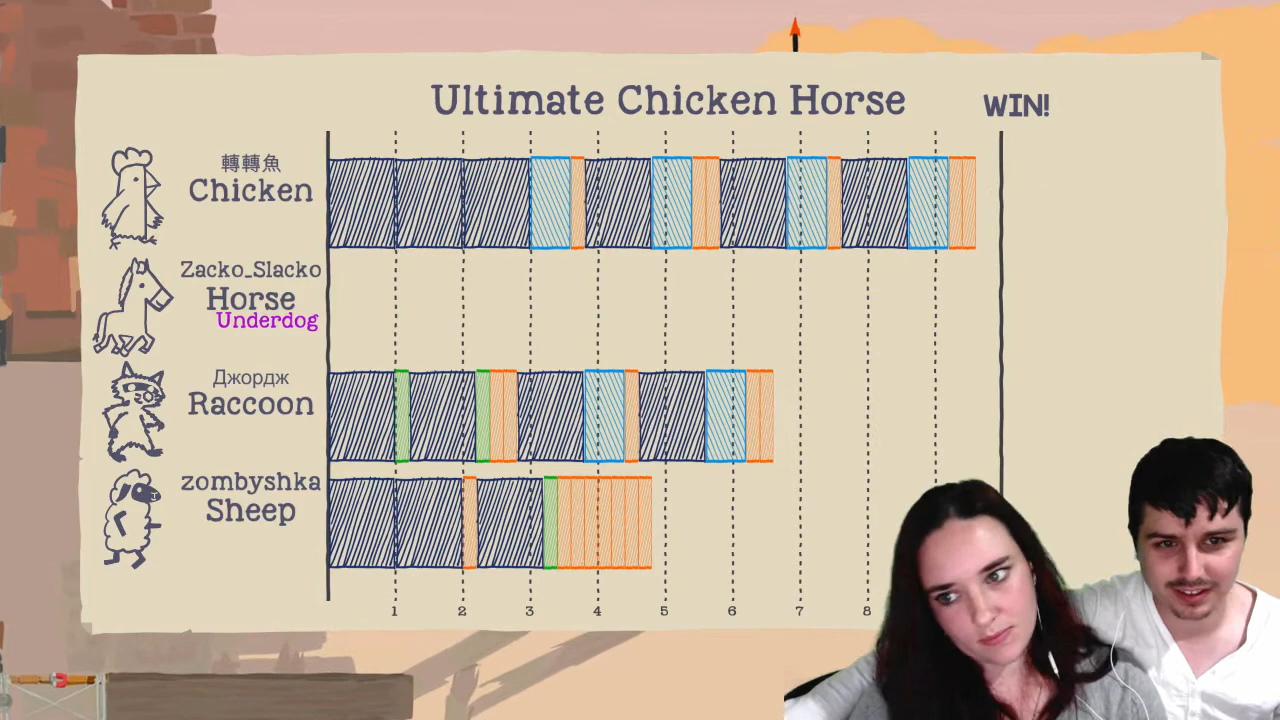 Ultimate Chicken Horse
WIN!
轉轉魚
Chicken
Zacko_Slacko
Horse
Underdog
Джордж
Raccoon
zombyshka
Sheep
1 2 3 4 5 6 7 8